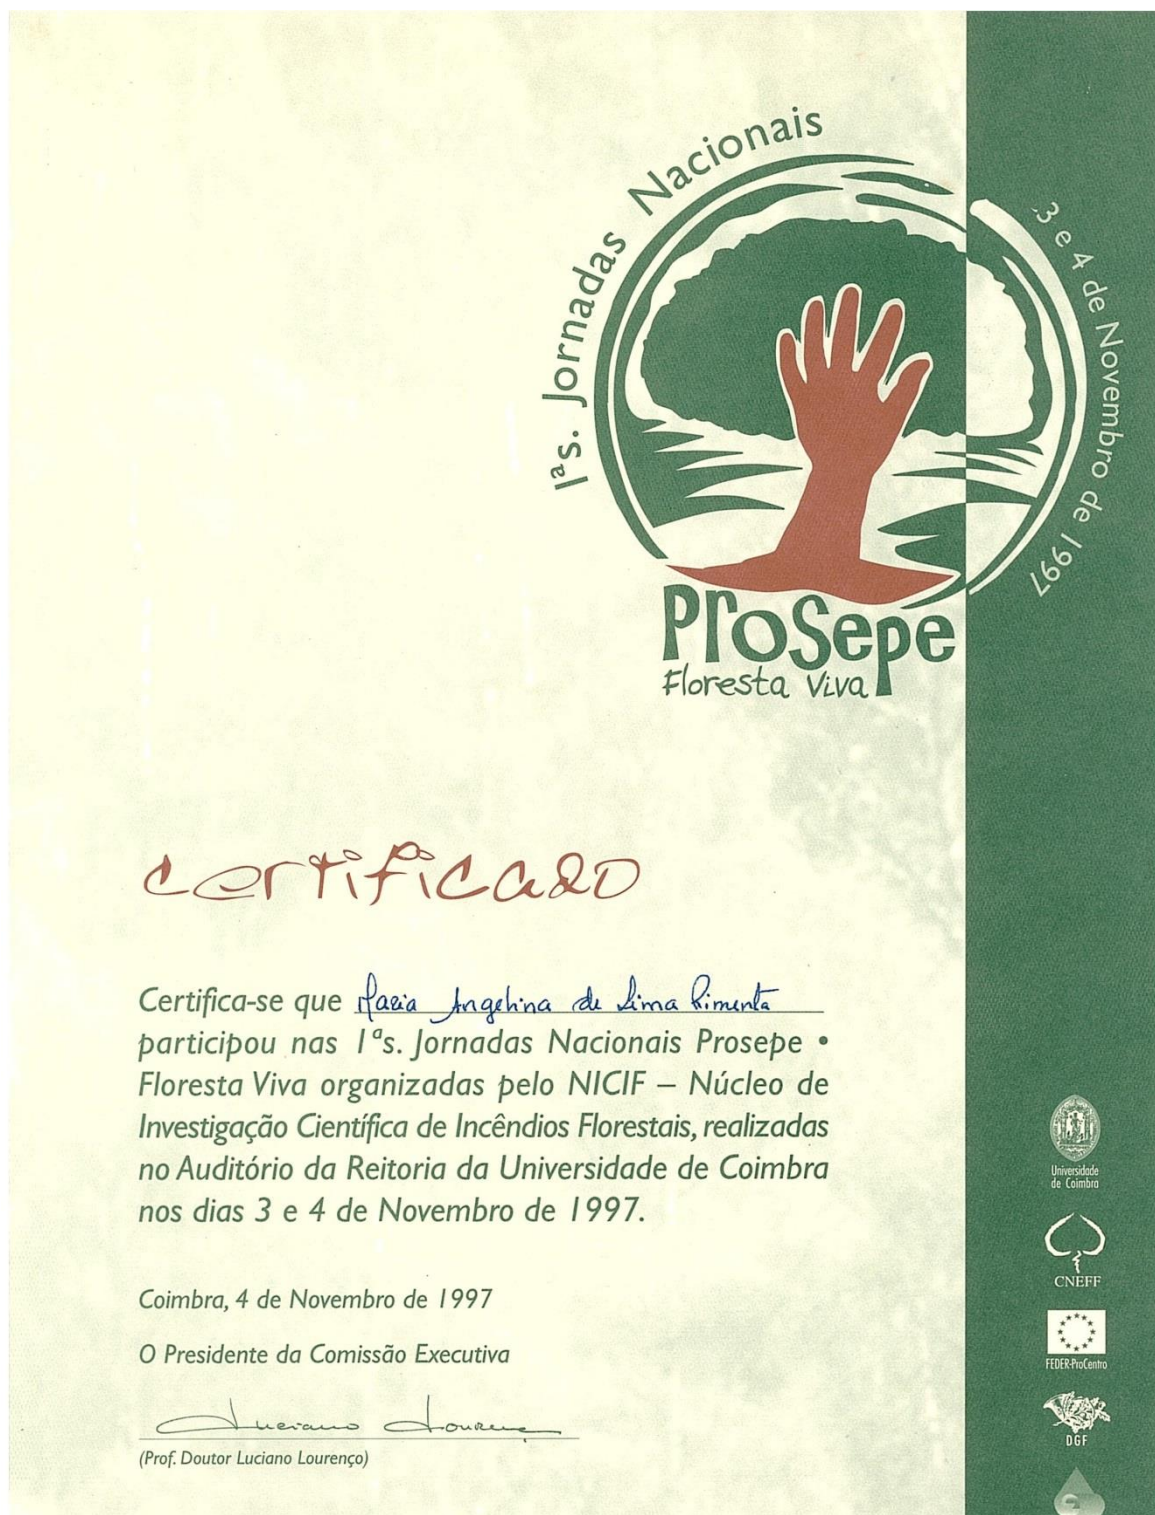 1ªs. Jornadas Nacionais
3 e 4 de Novembro de 1997
Prosepe
Floresta Viva
Certificado
Certifica-se que Maria Angelina de Lima Pimenta
participou nas 1ªs. Jornadas Nacionais Prosepe •
Floresta Viva organizadas pelo NICIF – Núcleo de
Investigação Científica de Incêndios Florestais, realizadas
no Auditório da Reitoria da Universidade de Coimbra
nos dias 3 e 4 de Novembro de 1997.
Coimbra, 4 de Novembro de 1997
O Presidente da Comissão Executiva
Luciano Lourenço
(Prof. Doutor Luciano Lourenço)
Universidade
de Coimbra
CNEFF
FEDER-ProCentro
DGF